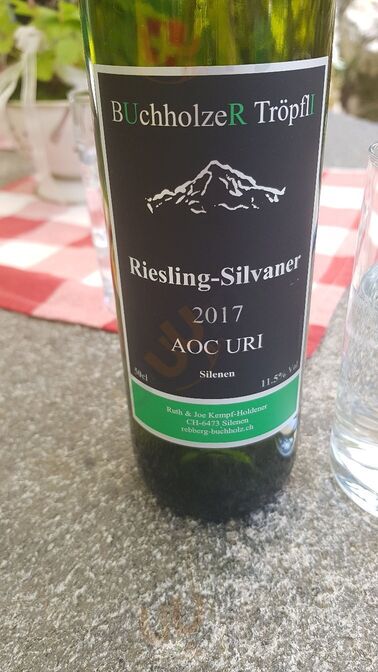 BUchholzeR TröpflI
Riesling-Silvaner
2017
AOC URI
Silenen
50cl
11.5% Vol
Ruth & Joe Kempf-Holdener
CH-6473 Silenen
rebberg-buchholz.ch